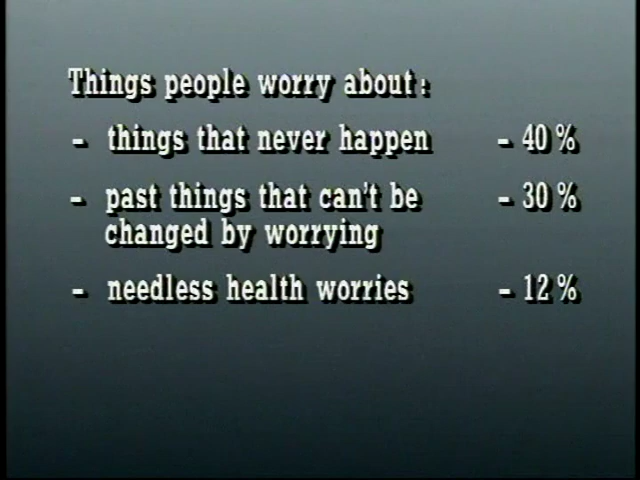 Things people worry about:
- things that never happen - 40%
- past things that can't be - 30%
changed by worrying
- needless health worries - 12%